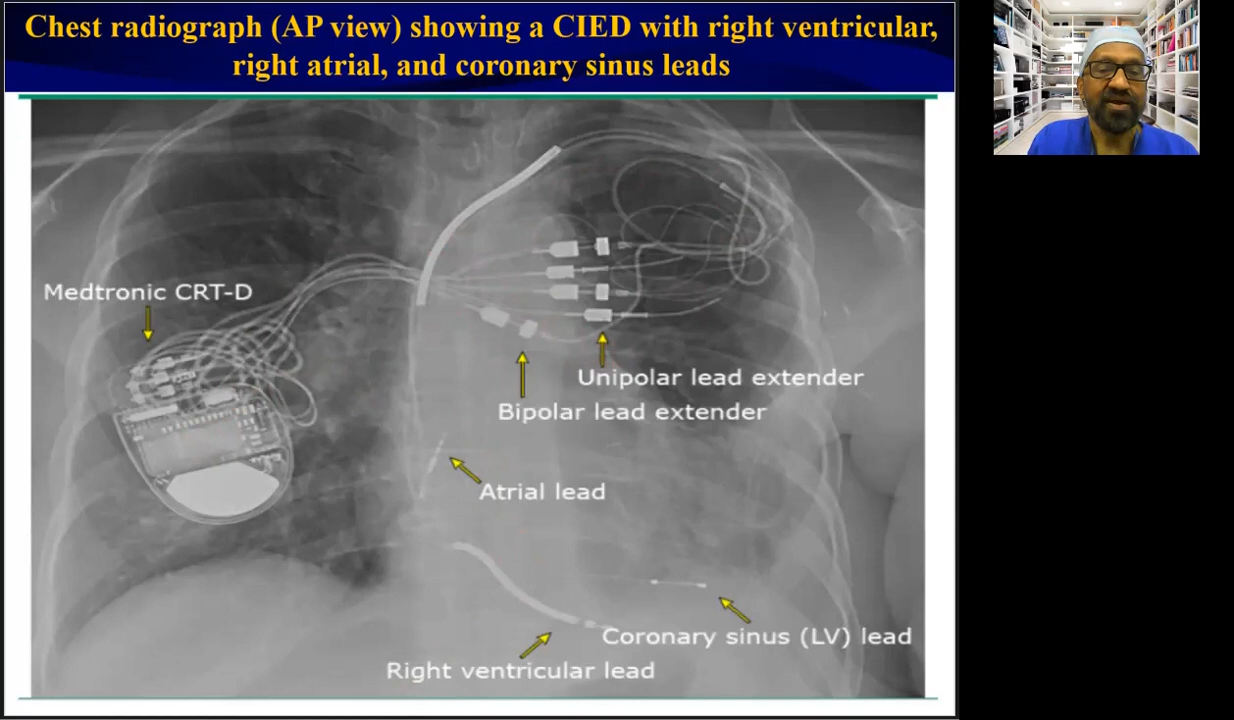 Chest radiograph (AP view) showing a CIED with right ventricular,
right atrial, and coronary sinus leads
Medtronic CRT-D
Unipolar lead extender
Bipolar lead extender
Atrial lead
Coronary sinus (LV) lead
Right ventricular lead